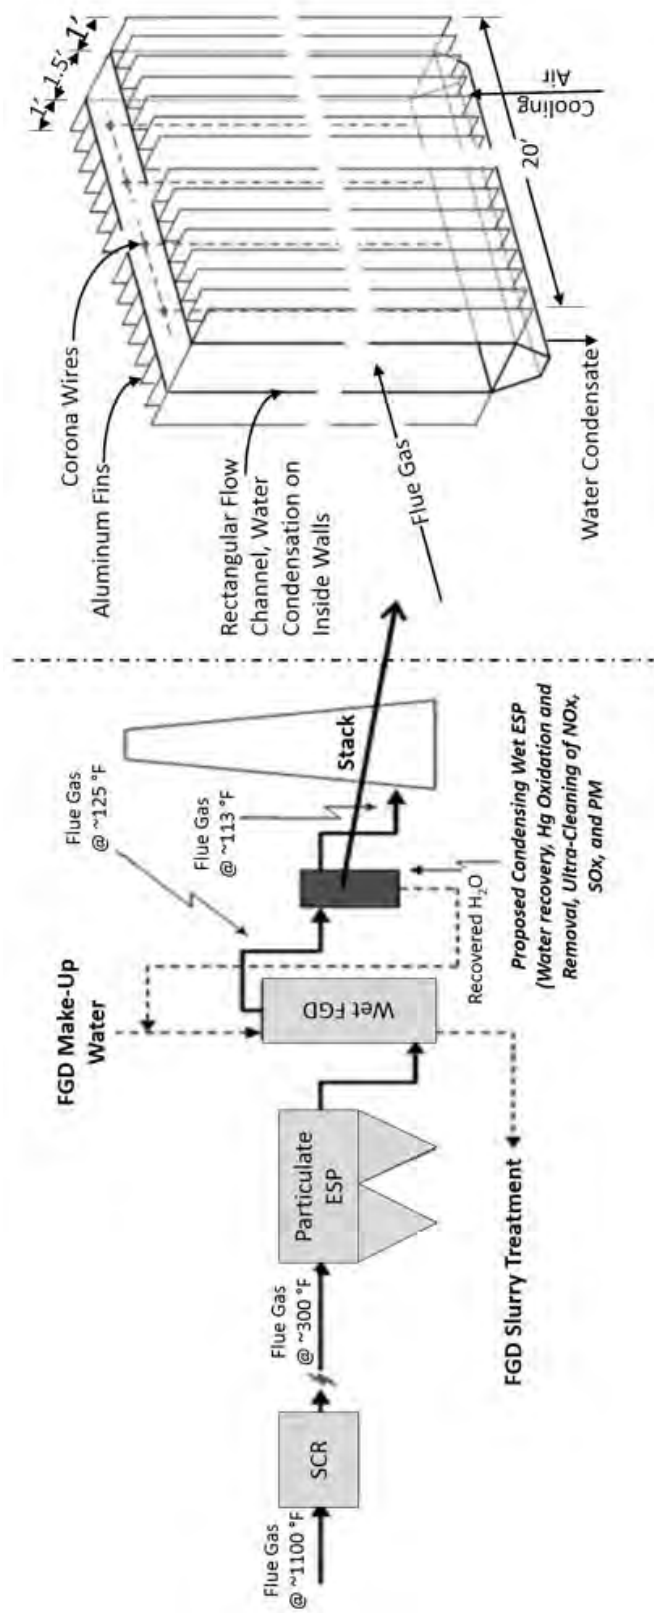 Flue Gas
@ ~1100 °F
SCR
Flue Gas
@ ~300 °F
Particulate
ESP
FGD Slurry Treatment
FGD Make-Up
Water
Wet FGD
Flue Gas
@ ~125 °F
Flue Gas
@ ~113 °F
Recovered H₂O
Stack
Proposed Condensing Wet ESP
(Water recovery, Hg Oxidation and
Removal, Ultra-Cleaning of NOx,
SOx, and PM
Corona Wires
Aluminum Fins
Rectangular Flow
Channel, Water
Condensation on
Inside Walls
Flue Gas
Water Condensate
1′
1.5′
1′
20′
Cooling
Air